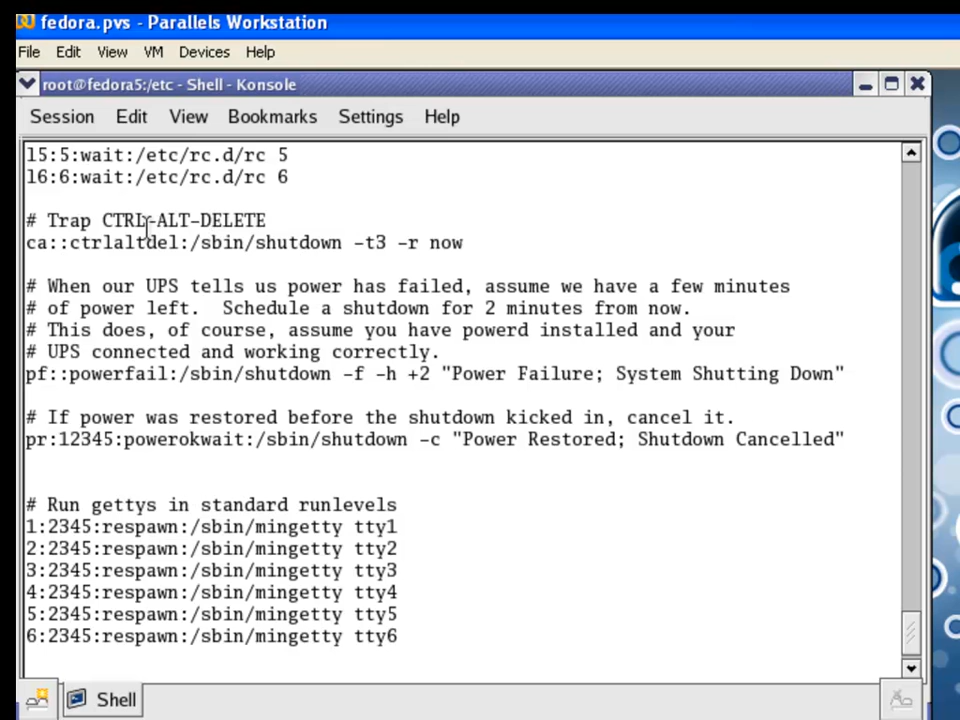 fedora.pvs - Parallels Workstation
File Edit View VM Devices Help
root@fedora5:/etc - Shell - Konsole
Session Edit View Bookmarks Settings Help
l5:5:wait:/etc/rc.d/rc 5
l6:6:wait:/etc/rc.d/rc 6
# Trap CTRL-ALT-DELETE
ca::ctrlaltdel:/sbin/shutdown -t3 -r now
# When our UPS tells us power has failed, assume we have a few minutes
# of power left.  Schedule a shutdown for 2 minutes from now.
# This does, of course, assume you have powerd installed and your
# UPS connected and working correctly.
pf::powerfail:/sbin/shutdown -f -h +2 "Power Failure; System Shutting Down"
# If power was restored before the shutdown kicked in, cancel it.
pr:12345:powerokwait:/sbin/shutdown -c "Power Restored; Shutdown Cancelled"
# Run gettys in standard runlevels
1:2345:respawn:/sbin/mingetty tty1
2:2345:respawn:/sbin/mingetty tty2
3:2345:respawn:/sbin/mingetty tty3
4:2345:respawn:/sbin/mingetty tty4
5:2345:respawn:/sbin/mingetty tty5
6:2345:respawn:/sbin/mingetty tty6
Shell